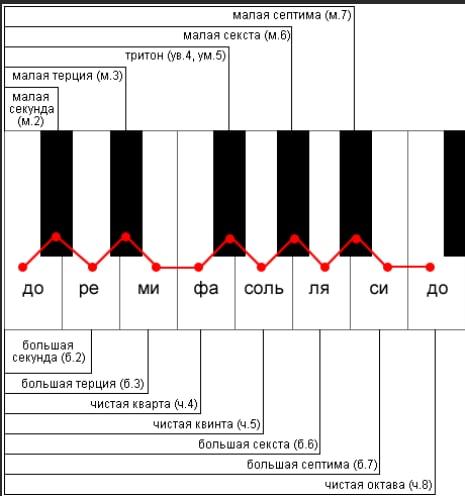 малая септима (м.7)
малая секста (м.6)
тритон (ув.4, ум.5)
малая терция (м.3)
малая
секунда
(м.2)
до ре ми фа соль ля си до
большая
секунда (б.2)
большая терция (б.3)
чистая кварта (ч.4)
чистая квинта (ч.5)
большая секста (б.6)
большая септима (б.7)
чистая октава (ч.8)